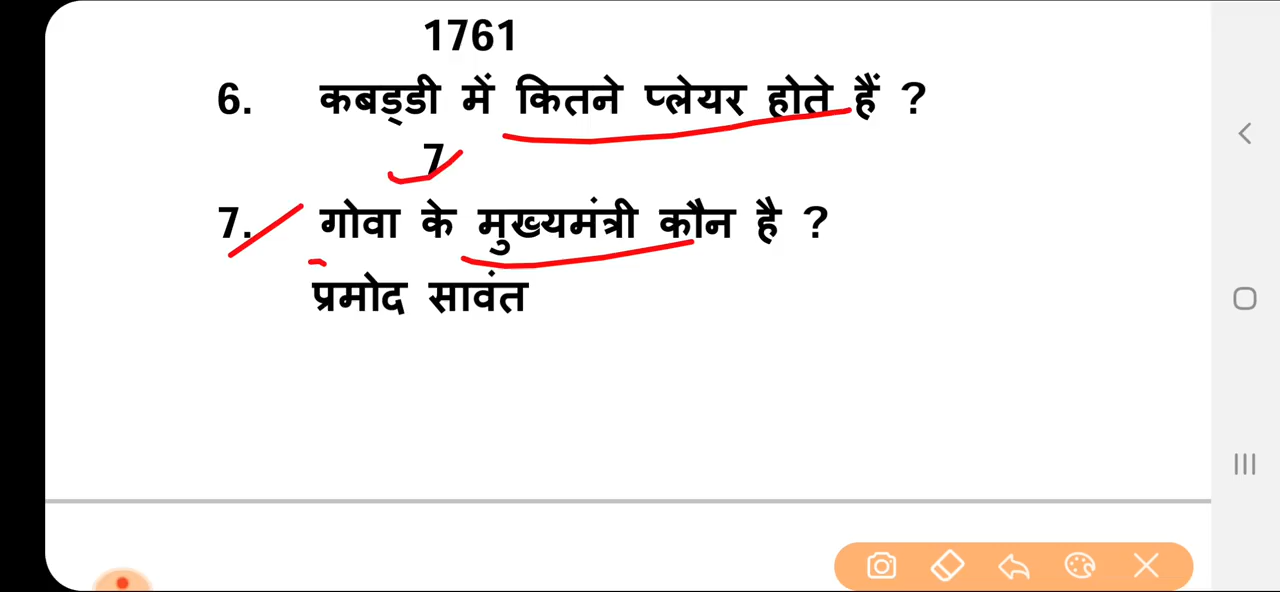 1761
6. कबड्डी में कितने प्लेयर होते हैं ?
7
7. गोवा के मुख्यमंत्री कौन है ?
प्रमोद सावंत